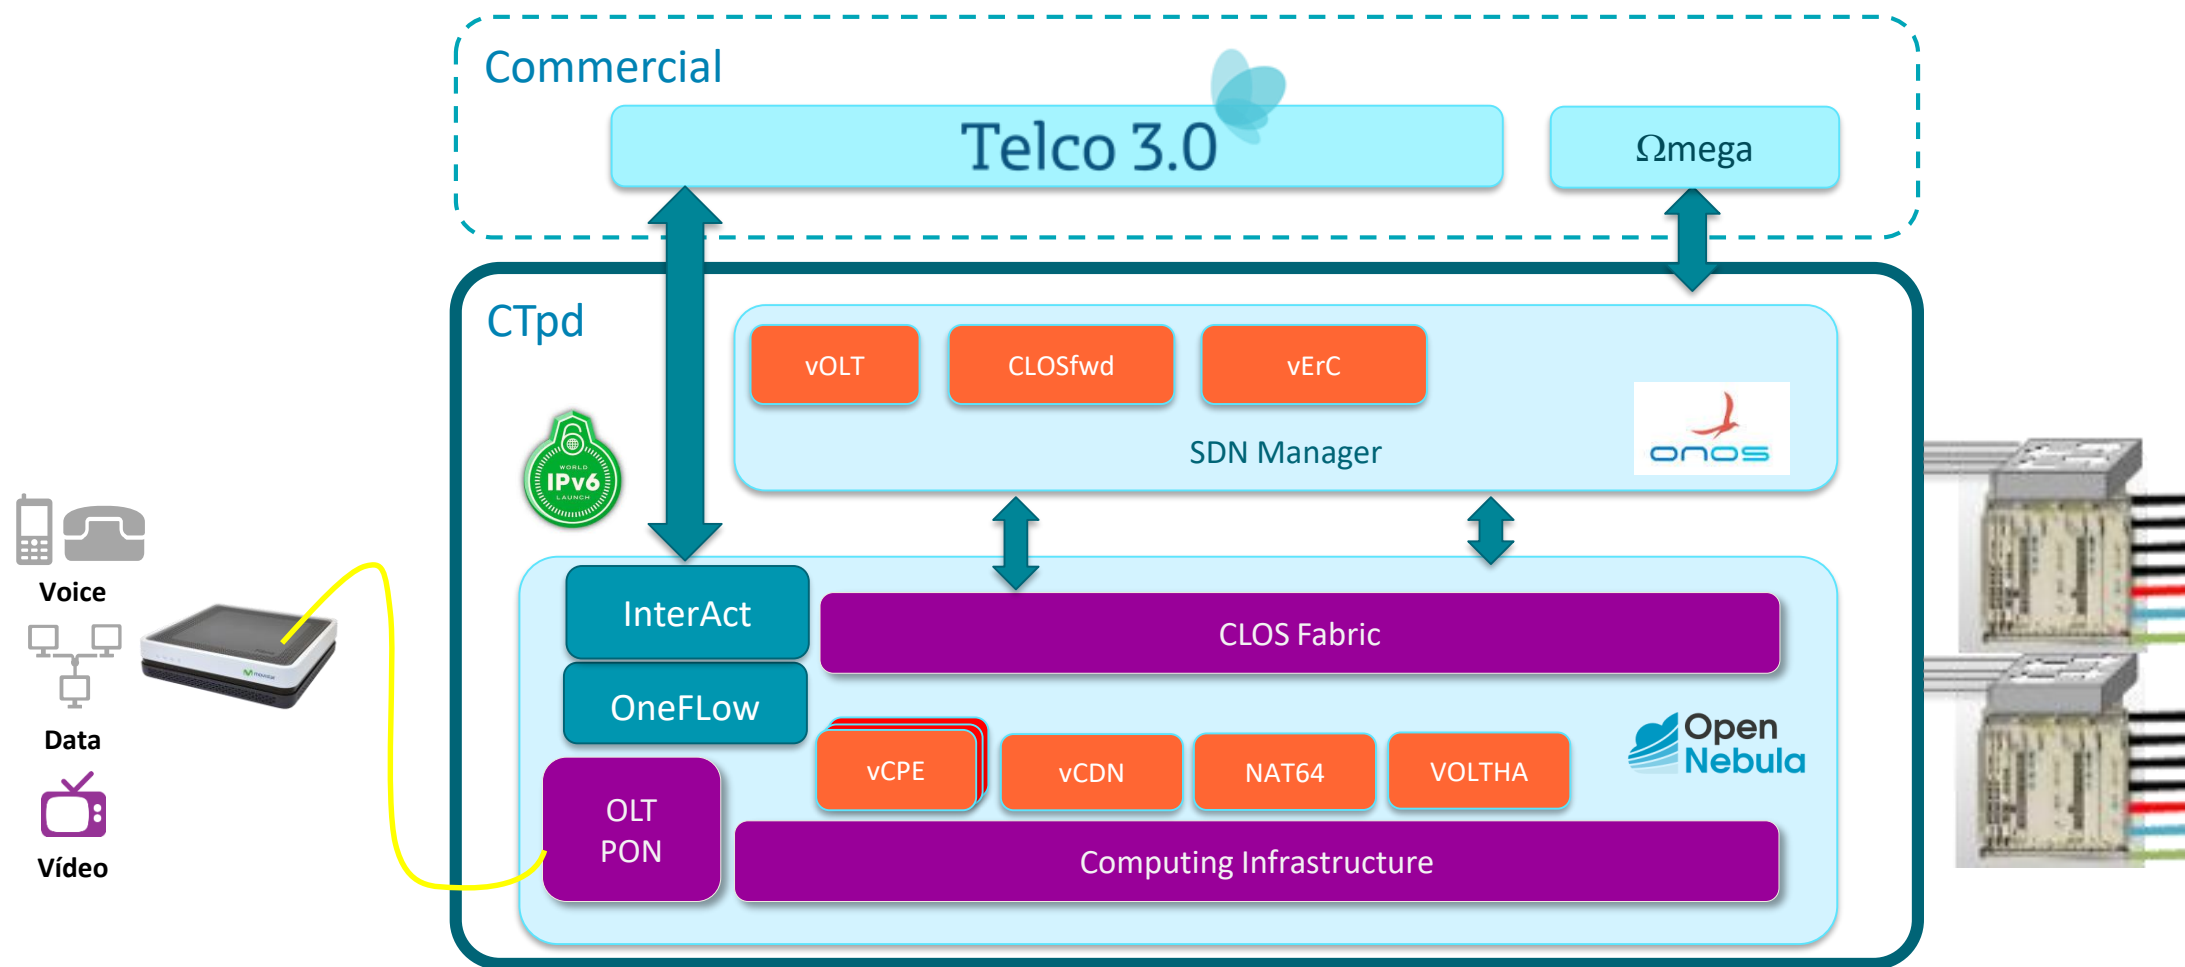 Commercial
Telco 3.0
Ωmega
CTpd
vOLT
CLOSfwd
vErC
SDN Manager
onos
WORLD
IPv6
LAUNCH
Voice
Data
Vídeo
movistar
InterAct
OneFLow
CLOS Fabric
Open
Nebula
vCPE
vCDN
NAT64
VOLTHA
OLT
PON
Computing Infrastructure